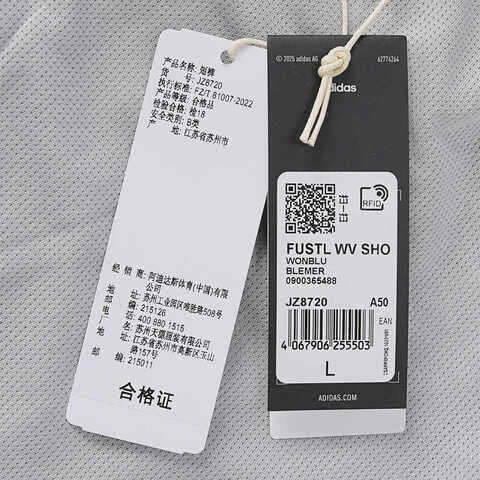 产品名称: 短裤
货 号: JZ8720
执行标准: FZ/T 81007-2022
产品等级: 合格品
检验合格: 检18
安全类别: B类
产 地: 江苏省苏州市
经 销 商: 阿迪达斯体育(中国)有限
公司
地 址: 苏州工业园区唯胜路508号
邮 编: 215126
电 话: 400 880 1515
厂 名: 苏州天源服装有限公司
地 址: 江苏省苏州市高新区玉山
路157号
邮 编: 215011
合格证
© 2025 adidas AG
62774264
adidas
RFID
FUSTL WV SHO
WONBLU
BLEMER
0900365488
JZ8720 A50
EAN
4 067906 255503
L
ADIDAS.COM